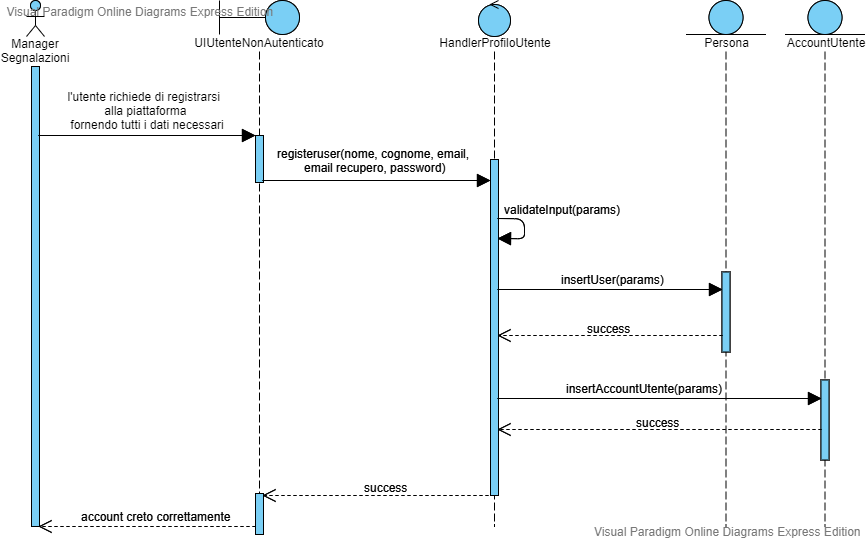 Visual Paradigm Online Diagrams Express Edition
Manager
Segnalazioni
UIUtenteNonAutenticato
HandlerProfiloUtente
Persona
AccountUtente
l'utente richiede di registrarsi
alla piattaforma
fornendo tutti i dati necessari
registeruser(nome, cognome, email,
email recupero, password)
validateInput(params)
insertUser(params)
success
insertAccountUtente(params)
success
success
account creto correttamente
Visual Paradigm Online Diagrams Express Edition